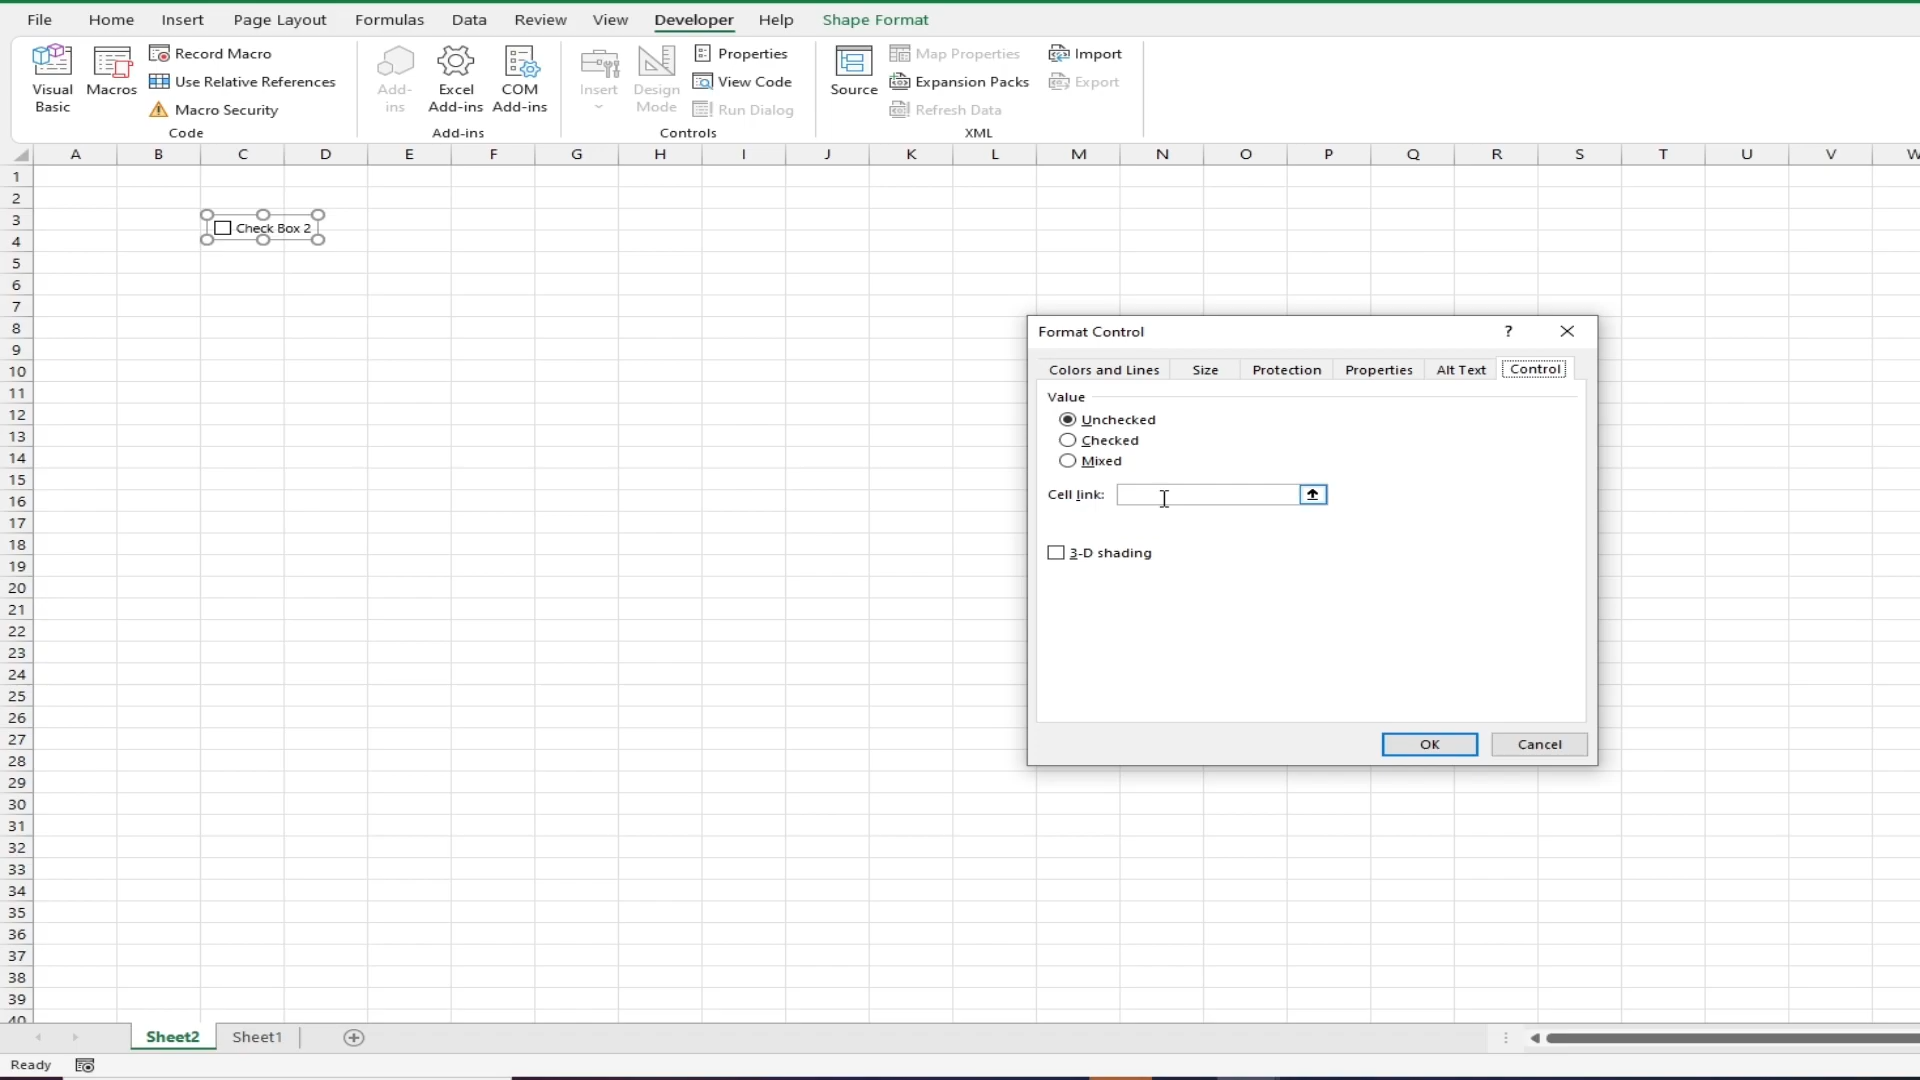 File Home Insert Page Layout Formulas Data Review View Developer Help Shape Format
Visual Basic
Macros
Record Macro
Use Relative References
Macro Security
Code
Add-ins
Excel Add-ins
COM Add-ins
Add-ins
Insert
Design Mode
Properties
View Code
Run Dialog
Controls
Source
Map Properties
Expansion Packs
Refresh Data
Import
Export
XML
A B C D E F G H I J K L M N O P Q R S T U V W
1
2
3
Check Box 2
4
5
6
7
8
9
10
11
12
13
14
15
16
17
18
19
20
21
22
23
24
25
26
27
28
29
30
31
32
33
34
35
36
37
38
39
40
Format Control ?
Colors and Lines Size Protection Properties Alt Text Control
Value
Unchecked
Checked
Mixed
Cell link:
3-D shading
OK Cancel
Sheet2 Sheet1
Ready